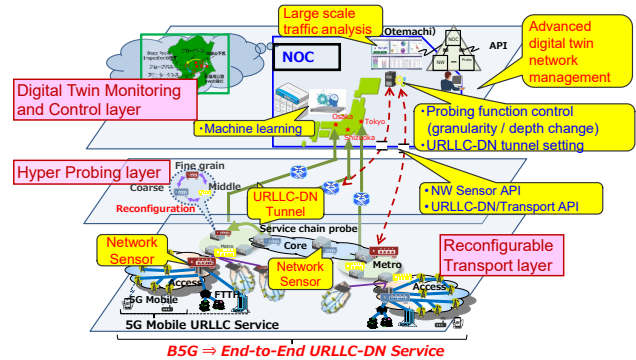 Large scale
traffic analysis
(Otemachi)
NOC
API
NOC
NW
Probe
Advanced
digital twin
network
management
Digital Twin Monitoring
and Control layer
・Machine learning
Osaka
Tokyo
Shizuoka
・Probing function control
(granularity / depth change)
・URLLC-DN tunnel setting
Hyper Probing layer
Fine grain
Coarse
Middle
Reconfiguration
URLLC-DN
Tunnel
・NW Sensor API
・URLLC-DN/Transport API
Service chain probe
Core
Metro
Metro
Network
Sensor
Network
Sensor
Reconfigurable
Transport layer
Access
Access
5G Mobile
FTTH
5G Mobile URLLC Service
B5G ⇒ End-to-End URLLC-DN Service